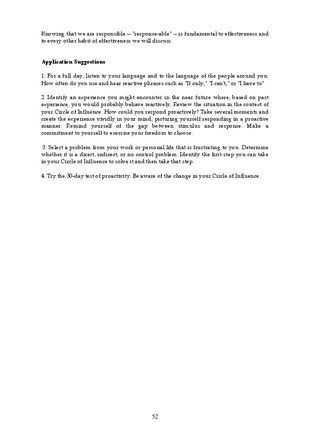 Knowing that we are responsible -- "response-able" -- is fundamental to effectiveness and
to every other habit of effectiveness we will discuss.
Application Suggestions
1. For a full day, listen to your language and to the language of the people around you.
How often do you use and hear reactive phrases such as "If only," "I can't," or "I have to"
2. Identify an experience you might encounter in the near future where, based on past
experience, you would probably behave reactively. Review the situation in the context of
your Circle of Influence. How could you respond proactively? Take several moments and
create the experience vividly in your mind, picturing yourself responding in a proactive
manner. Remind yourself of the gap between stimulus and response. Make a
commitment to yourself to exercise your freedom to choose.
3. Select a problem from your work or personal life that is frustrating to you. Determine
whether it is a direct, indirect, or no control problem. Identify the first step you can take
in your Circle of Influence to solve it and then take that step.
4. Try the 30-day test of proactivity. Be aware of the change in your Circle of Influence.
52